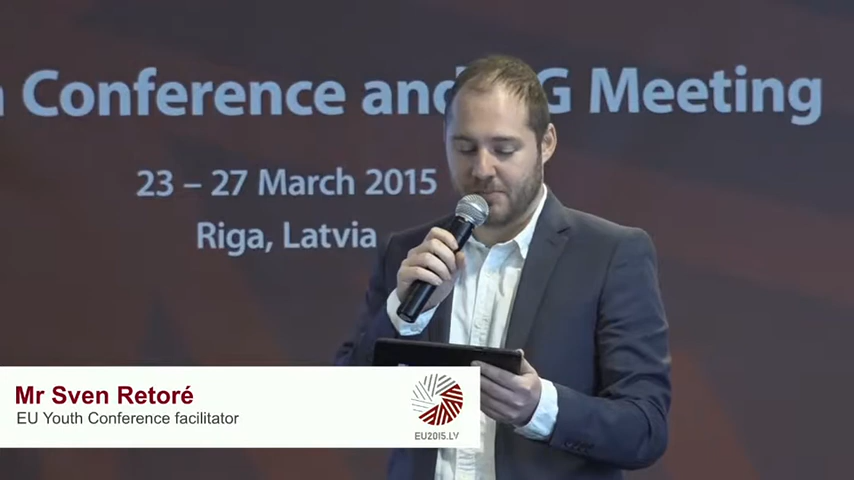 Conference and G Meeting
23 – 27 March 2015
Riga, Latvia
Mr Sven Retoré
EU Youth Conference facilitator
EU2015.LV